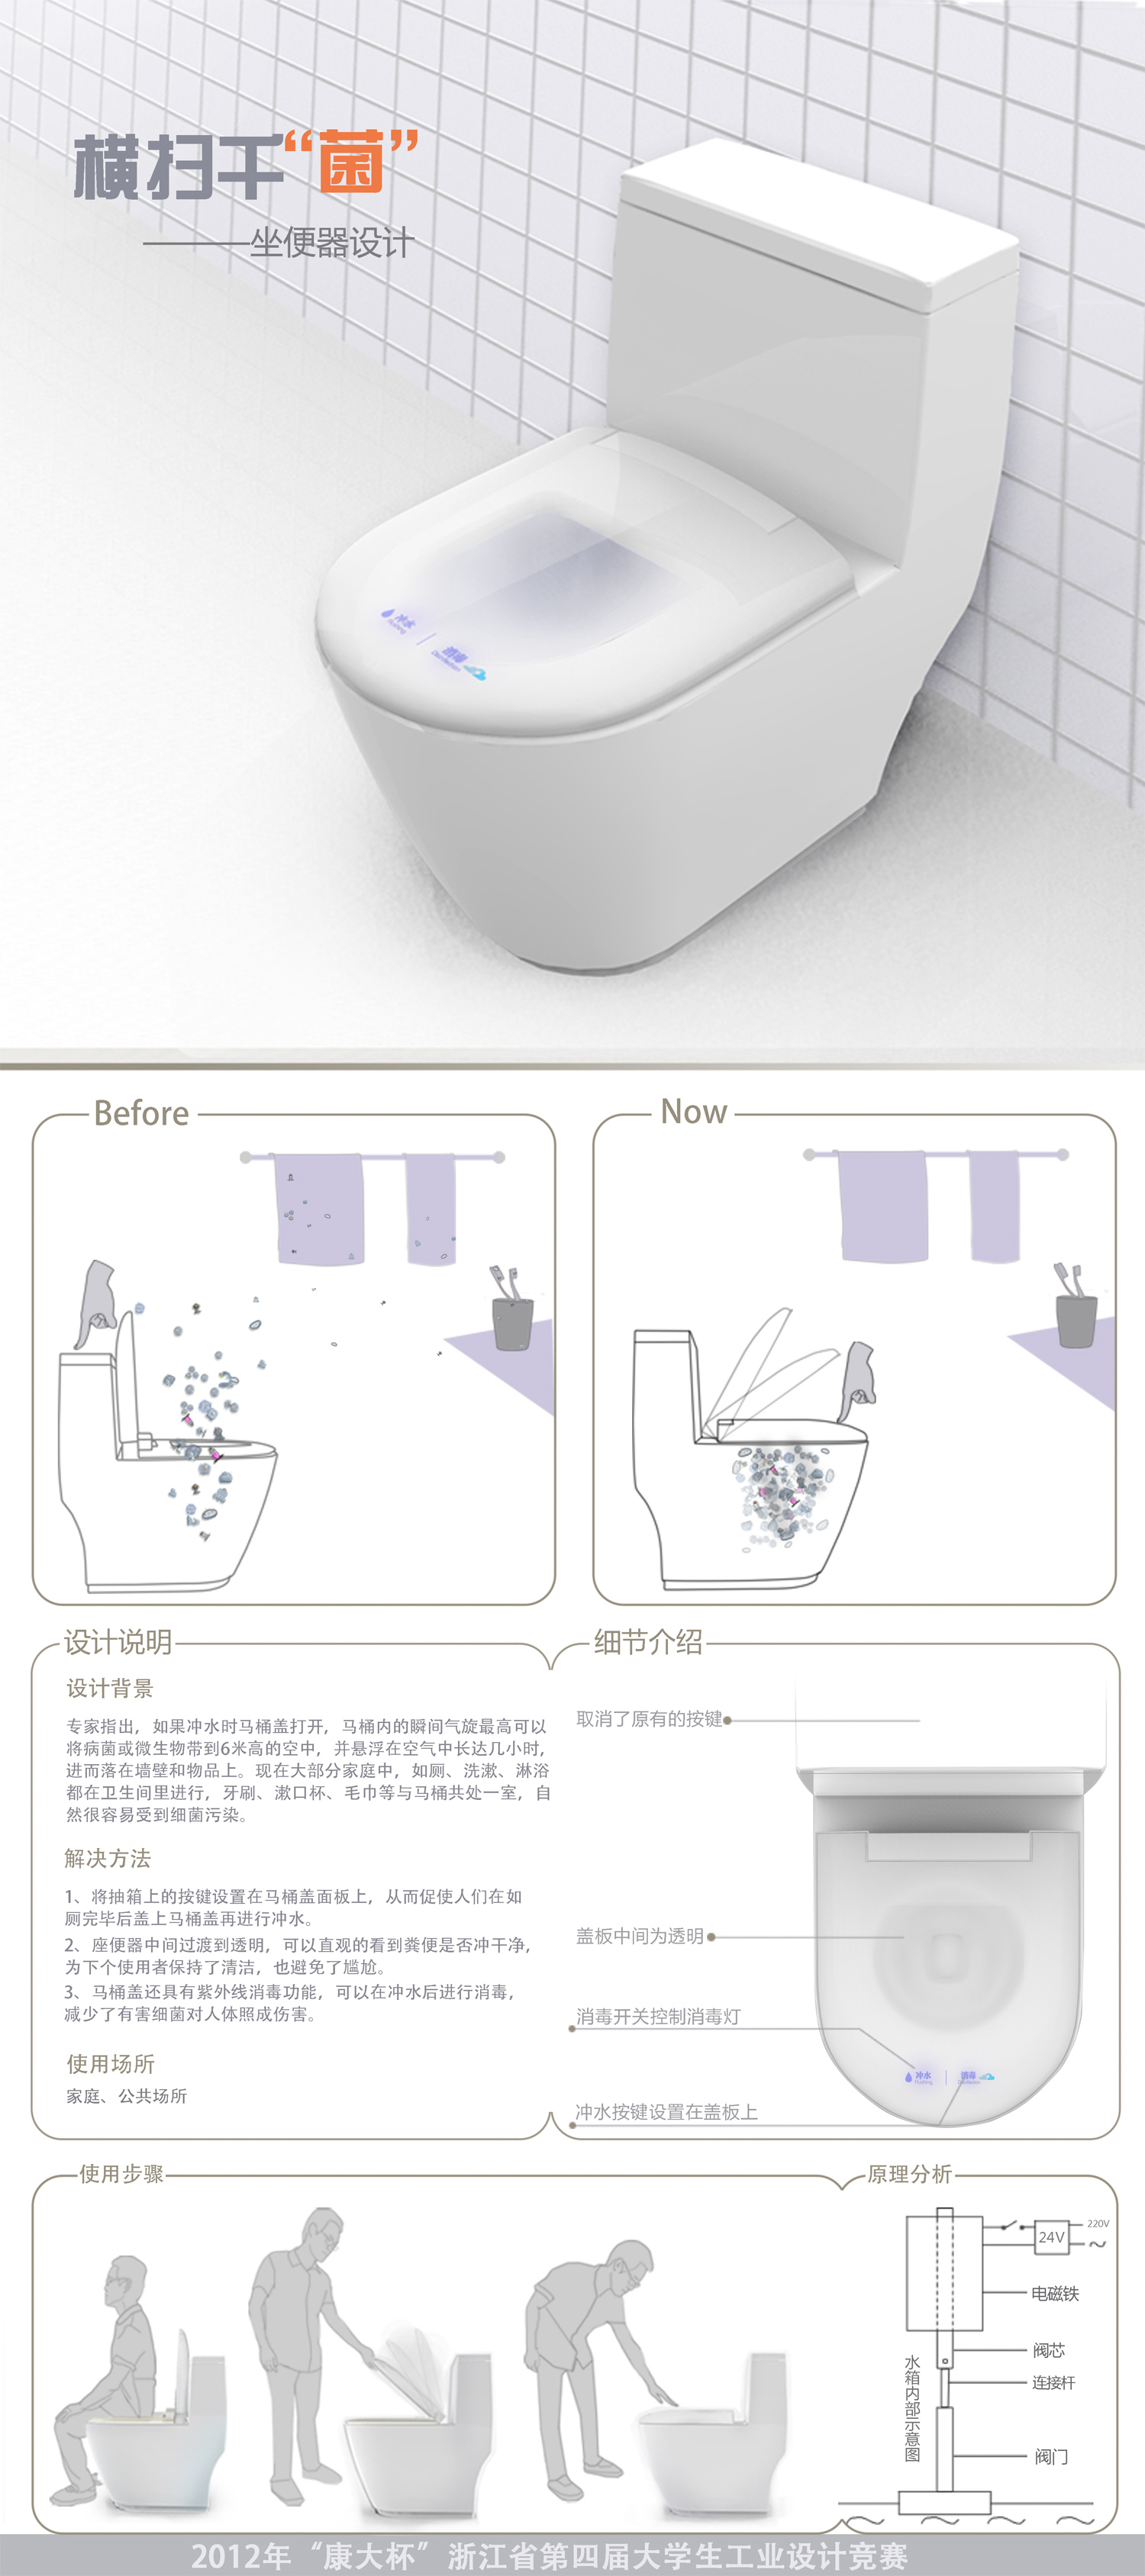 横扫千“菌”
———坐便器设计
冲水
Flushing
消毒
Disinfection
Before
Now
设计说明
设计背景
专家指出，如果冲水时马桶盖打开，马桶内的瞬间气旋最高可以
将病菌或微生物带到6米高的空中，并悬浮在空气中长达几小时，
进而落在墙壁和物品上。现在大部分家庭中，如厕、洗漱、淋浴
都在卫生间里进行，牙刷、漱口杯、毛巾等与马桶共处一室，自
然很容易受到细菌污染。
解决方法
1、将抽箱上的按键设置在马桶盖面板上，从而促使人们在如
厕完毕后盖上马桶盖再进行冲水。
2、座便器中间过渡到透明，可以直观的看到粪便是否冲干净，
为下个使用者保持了清洁，也避免了尴尬。
3、马桶盖还具有紫外线消毒功能，可以在冲水后进行消毒，
减少了有害细菌对人体照成伤害。
使用场所
家庭、公共场所
细节介绍
取消了原有的按键
盖板中间为透明
消毒开关控制消毒灯
冲水按键设置在盖板上
冲水
Flushing
消毒
Disinfection
使用步骤
原理分析
24V
220V
电磁铁
阀芯
连接杆
阀门
水箱内部示意图
2012年“康大杯”浙江省第四届大学生工业设计竞赛